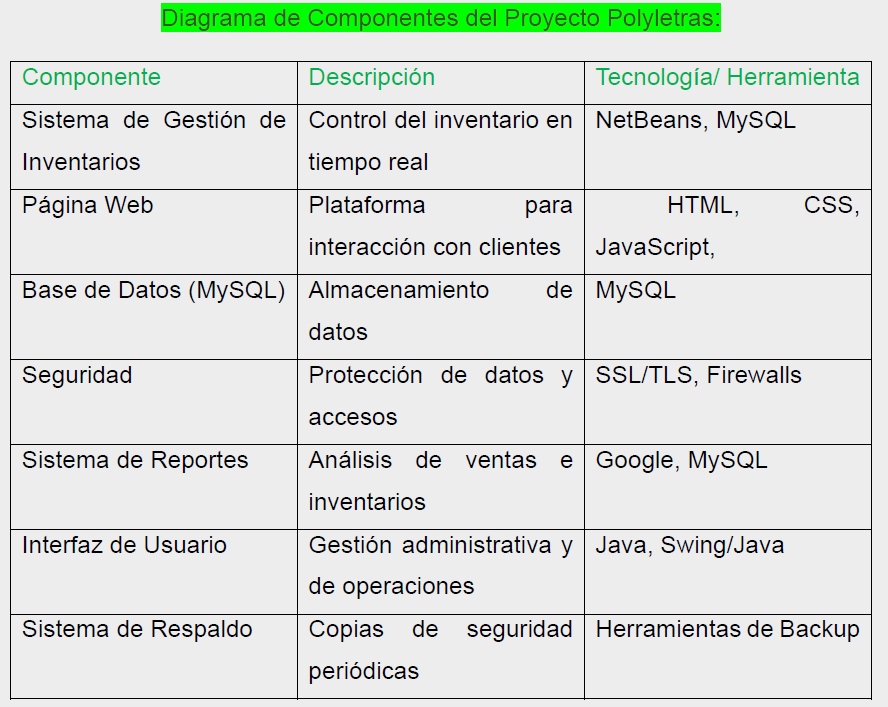 Diagrama de Componentes del Proyecto Polyletras:
Componente
Descripción
Tecnología/ Herramienta
Sistema de Gestión de
Inventarios
Control del inventario en
tiempo real
NetBeans, MySQL
Página Web
Plataforma para
interacción con clientes
HTML, CSS,
JavaScript,
Base de Datos (MySQL)
Almacenamiento de
datos
MySQL
Seguridad
Protección de datos y
accesos
SSL/TLS, Firewalls
Sistema de Reportes
Análisis de ventas e
inventarios
Google, MySQL
Interfaz de Usuario
Gestión administrativa y
de operaciones
Java, Swing/Java
Sistema de Respaldo
Copias de seguridad
periódicas
Herramientas de Backup